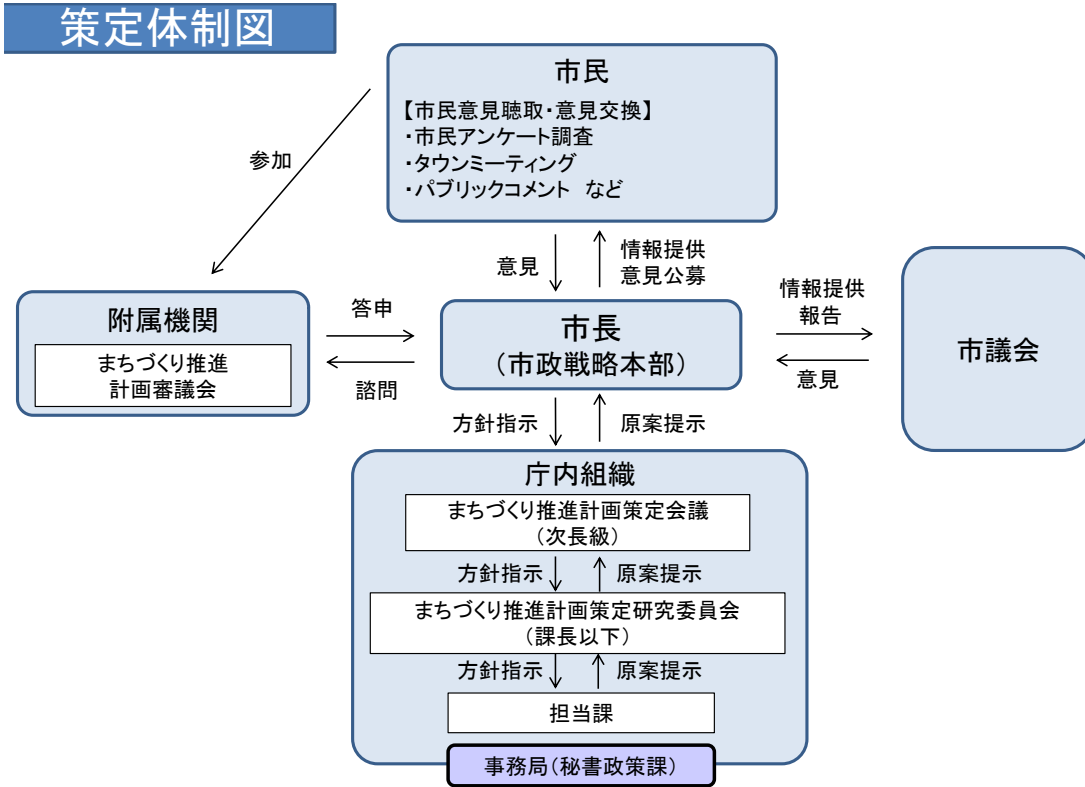 策定体制図
市民
【市民意見聴取・意見交換】
・市民アンケート調査
・タウンミーティング
・パブリックコメント　など
参加
意見
情報提供
意見公募
附属機関
まちづくり推進
計画審議会
答申
諮問
市長
（市政戦略本部）
情報提供
報告
意見
市議会
方針指示
原案提示
庁内組織
まちづくり推進計画策定会議
（次長級）
方針指示
原案提示
まちづくり推進計画策定研究委員会
（課長以下）
方針指示
原案提示
担当課
事務局（秘書政策課）